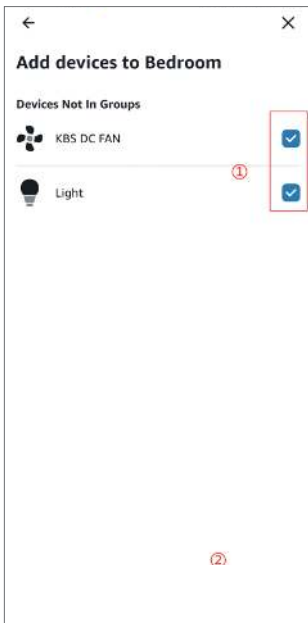 Add devices to Bedroom
Devices Not In Groups
KBS DC FAN
①
Light
②